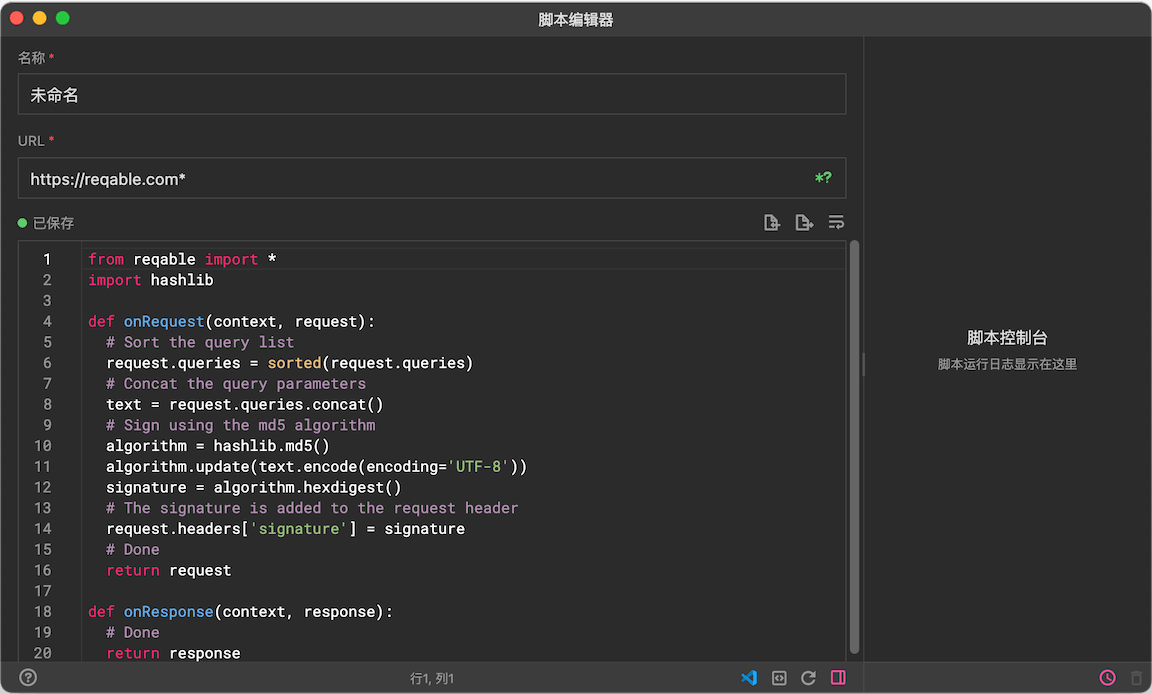 脚本编辑器
名称 *
未命名
URL *
https://reqable.com*
*?
已保存
1 from reqable import *
2 import hashlib
3
4 def onRequest(context, request):
5   # Sort the query list
6   request.queries = sorted(request.queries)
7   # Concat the query parameters
8   text = request.queries.concat()
9   # Sign using the md5 algorithm
10   algorithm = hashlib.md5()
11   algorithm.update(text.encode(encoding='UTF-8'))
12   signature = algorithm.hexdigest()
13   # The signature is added to the request header
14   request.headers['signature'] = signature
15   # Done
16   return request
17
18 def onResponse(context, response):
19   # Done
20   return response
脚本控制台
脚本运行日志显示在这里
行1, 列1